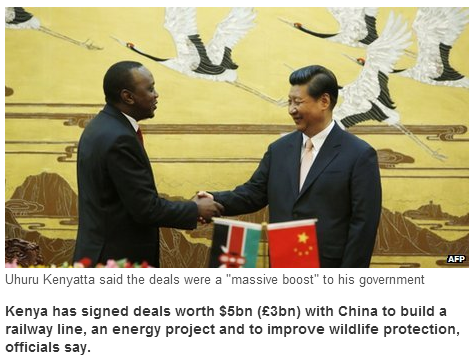 AFP
Uhuru Kenyatta said the deals were a "massive boost" to his government
Kenya has signed deals worth $5bn (£3bn) with China to build a
railway line, an energy project and to improve wildlife protection,
officials say.